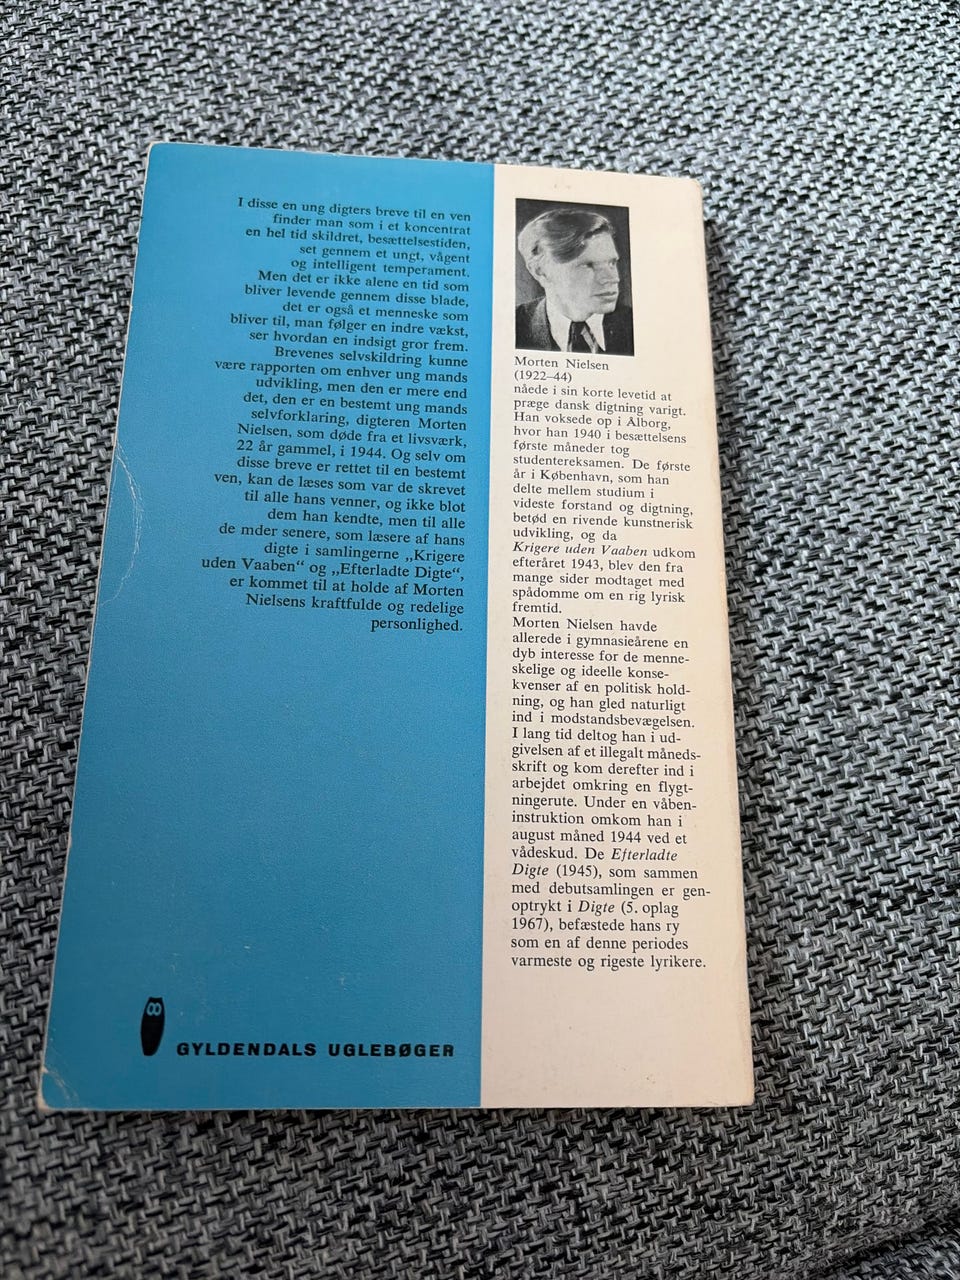 I disse en ung digters breve til en ven
finder man som i et koncentrat
en hel tid skildret, besættelsestiden,
set gennem et ungt, vågent
og intelligent temperament.
Men det er ikke alene en tid som
bliver levende gennem disse blade,
det er også et menneske som
bliver til, man følger en indre vækst,
ser hvordan en indsigt gror frem.
Brevenes selvskildring kunne
være rapporten om enhver ung mands
udvikling, men den er mere end
det, den er en bestemt ung mands
selvforklaring, digteren Morten
Nielsen, som døde fra et livsværk,
22 år gammel, i 1944. Og selv om
disse breve er rettet til en bestemt
ven, kan de læses som var de skrevet
til alle hans venner, og ikke blot
dem han kendte, men til alle
de mder senere, som læsere af hans
digte i samlingerne „Krigere
uden Vaaben“ og „Efterladte Digte“,
er kommet til at holde af Morten
Nielsens kraftfulde og redelige
personlighed.
8
GYLDENDALS UGLEBØGER
Morten Nielsen
(1922–44)
nåede i sin korte levetid at
præge dansk digtning varigt.
Han voksede op i Ålborg,
hvor han 1940 i besættelsens
første måneder tog
studentereksamen. De første
år i København, som han
delte mellem studium i
videste forstand og digtning,
betød en rivende kunstnerisk
udvikling, og da
Krigere uden Vaaben udkom
efteråret 1943, blev den fra
mange sider modtaget med
spådomme om en rig lyrisk
fremtid.
Morten Nielsen havde
allerede i gymnasieårene en
dyb interesse for de menne-
skelige og ideelle konse-
kvenser af en politisk hold-
ning, og han gled naturligt
ind i modstandsbevægelsen.
I lang tid deltog han i ud-
givelsen af et illegalt måneds-
skrift og kom derefter ind i
arbejdet omkring en flygt-
ningerute. Under en våben-
instruktion omkom han i
august måned 1944 ved et
vådeskud. De Efterladte
Digte (1945), som sammen
med debutsamlingen er gen-
optrykt i Digte (5. oplag
1967), befæstede hans ry
som en af denne periodes
varmeste og rigeste lyrikere.